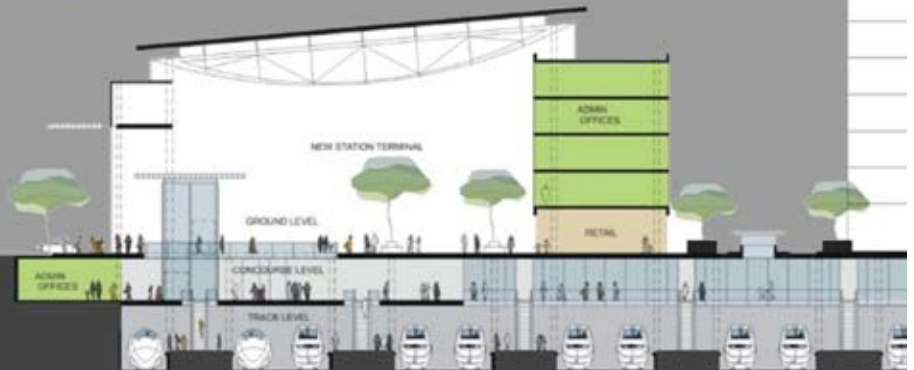 ADMIN
OFFICES
NEW STATION TERMINAL
GROUND LEVEL
RETAIL
CONCOURSE LEVEL
ADMIN
OFFICES
TRACK LEVEL